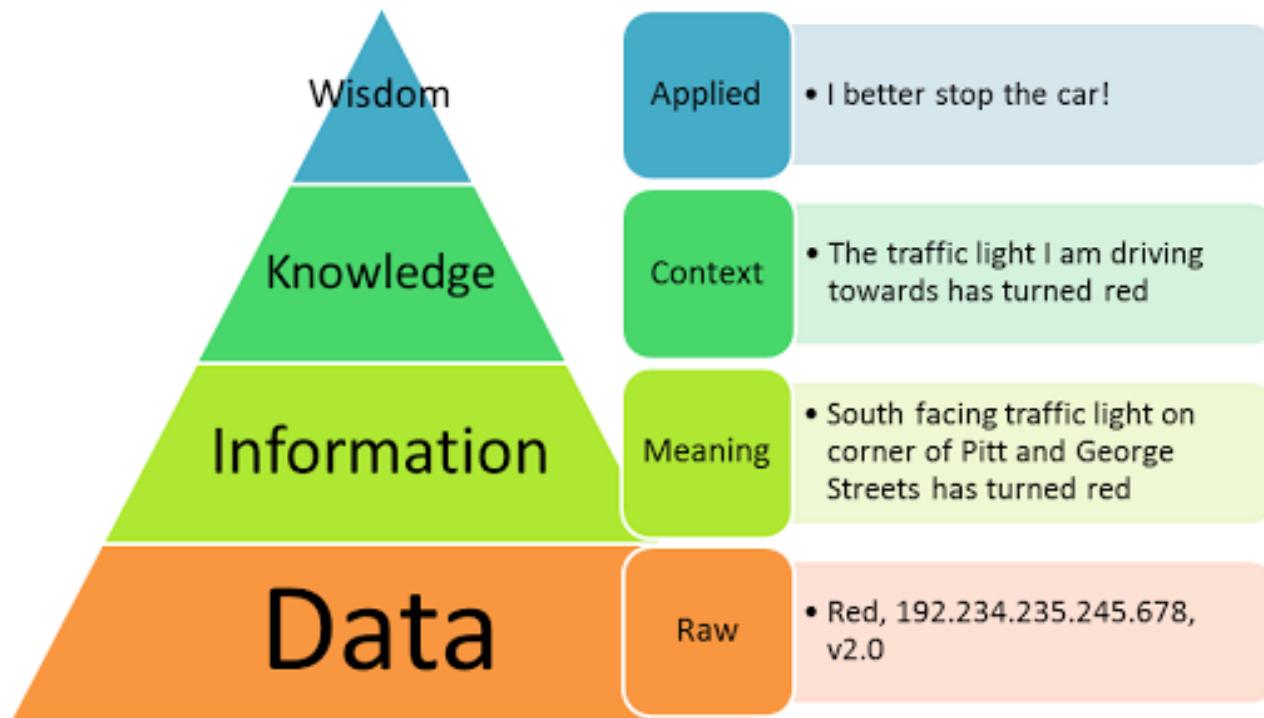 Wisdom
Applied
• I better stop the car!
Knowledge
Context
• The traffic light I am driving
towards has turned red
Information
Meaning
• South facing traffic light on
corner of Pitt and George
Streets has turned red
Data
Raw
• Red, 192.234.235.245.678,
v2.0